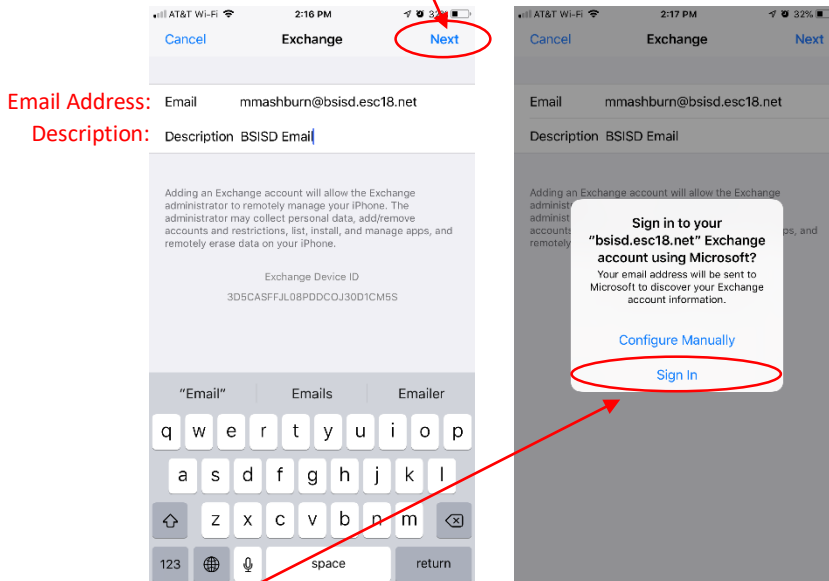 AT&T Wi-Fi 2:16 PM 32%
Cancel Exchange Next
Email Address: Email mmashburn@bsisd.esc18.net
Description: Description BSISD Email
Adding an Exchange account will allow the Exchange
administrator to remotely manage your iPhone. The
administrator may collect personal data, add/remove
accounts and restrictions, list, install, and manage apps, and
remotely erase data on your iPhone.
Exchange Device ID
3D5CASFFJL08PDDCOJ30D1CM5S
“Email” Emails Emailer
q w e r t y u i o p
a s d f g h j k l
z x c v b n m
123 space return
AT&T Wi-Fi 2:17 PM 32%
Cancel Exchange Next
Email mmashburn@bsisd.esc18.net
Description BSISD Email
Adding an Exchange account will allow the Exchange
administ
administ
accounts ps, and
remotely
Sign in to your
“bsisd.esc18.net” Exchange
account using Microsoft?
Your email address will be sent to
Microsoft to discover your Exchange
account information.
Configure Manually
Sign In